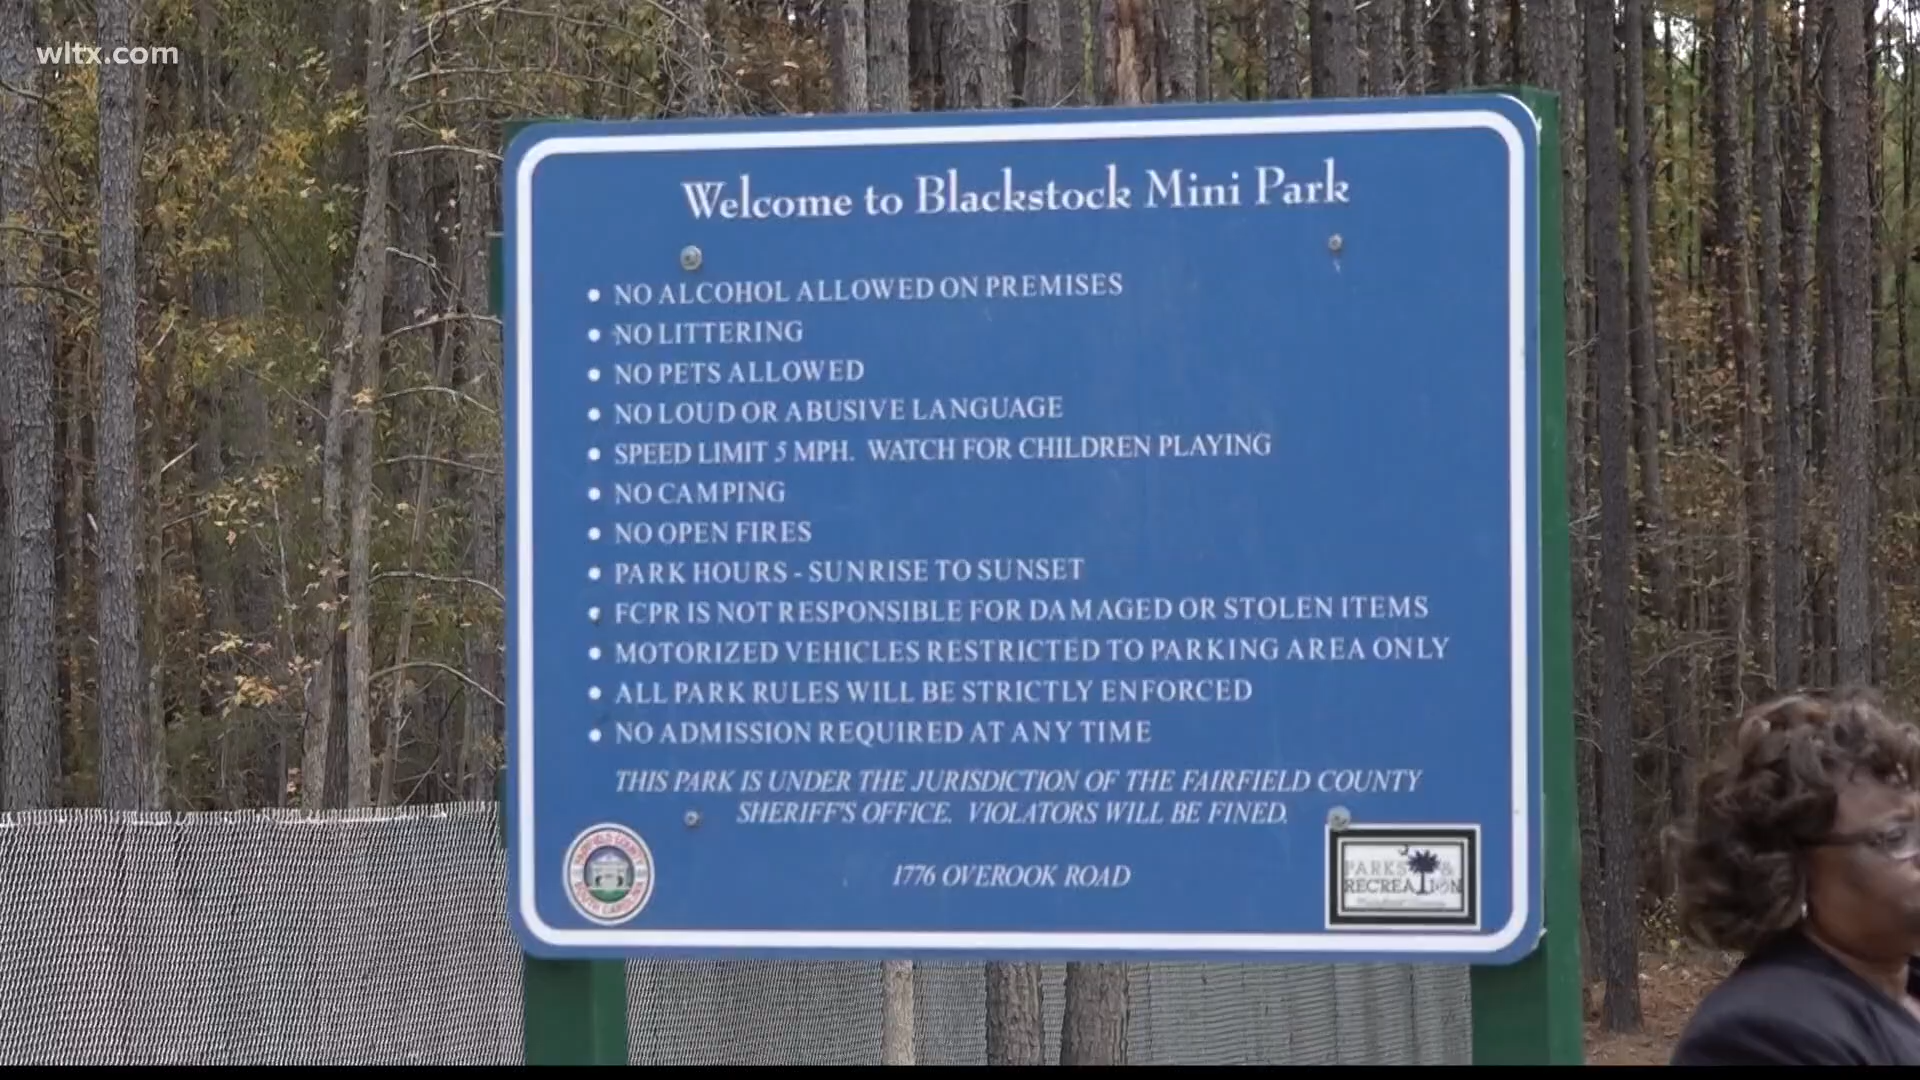 wltx.com
Welcome to Blackstock Mini Park
• NO ALCOHOL ALLOWED ON PREMISES
• NO LITTERING
• NO PETS ALLOWED
• NO LOUD OR ABUSIVE LANGUAGE
• SPEED LIMIT 5 MPH. WATCH FOR CHILDREN PLAYING
• NO CAMPING
• NO OPEN FIRES
• PARK HOURS - SUNRISE TO SUNSET
• FCPR IS NOT RESPONSIBLE FOR DAMAGED OR STOLEN ITEMS
• MOTORIZED VEHICLES RESTRICTED TO PARKING AREA ONLY
• ALL PARK RULES WILL BE STRICTLY ENFORCED
• NO ADMISSION REQUIRED AT ANY TIME
THIS PARK IS UNDER THE JURISDICTION OF THE FAIRFIELD COUNTY
SHERIFF'S OFFICE. VIOLATORS WILL BE FINED.
1776 OVEROOK ROAD
FAIRFIELD COUNTY
SOUTH CAROLINA
PARKS &
RECREATION